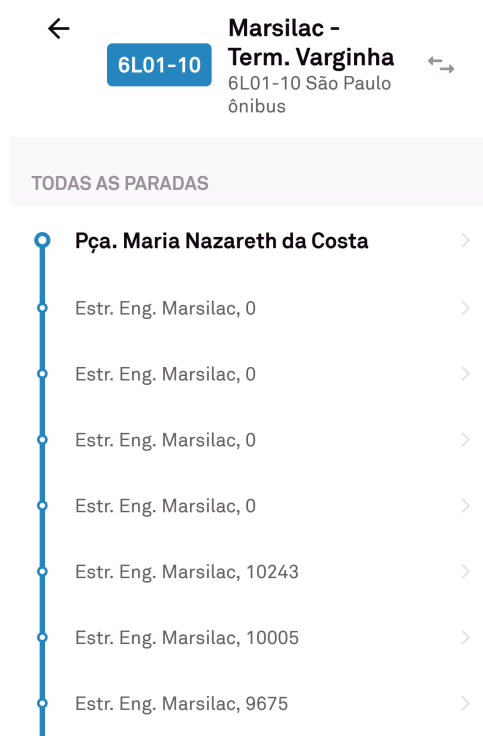 Marsilac -
Term. Varginha
6L01-10
6L01-10 São Paulo
ônibus
TODAS AS PARADAS
Pça. Maria Nazareth da Costa
Estr. Eng. Marsilac, 0
Estr. Eng. Marsilac, 0
Estr. Eng. Marsilac, 0
Estr. Eng. Marsilac, 0
Estr. Eng. Marsilac, 10243
Estr. Eng. Marsilac, 10005
Estr. Eng. Marsilac, 9675